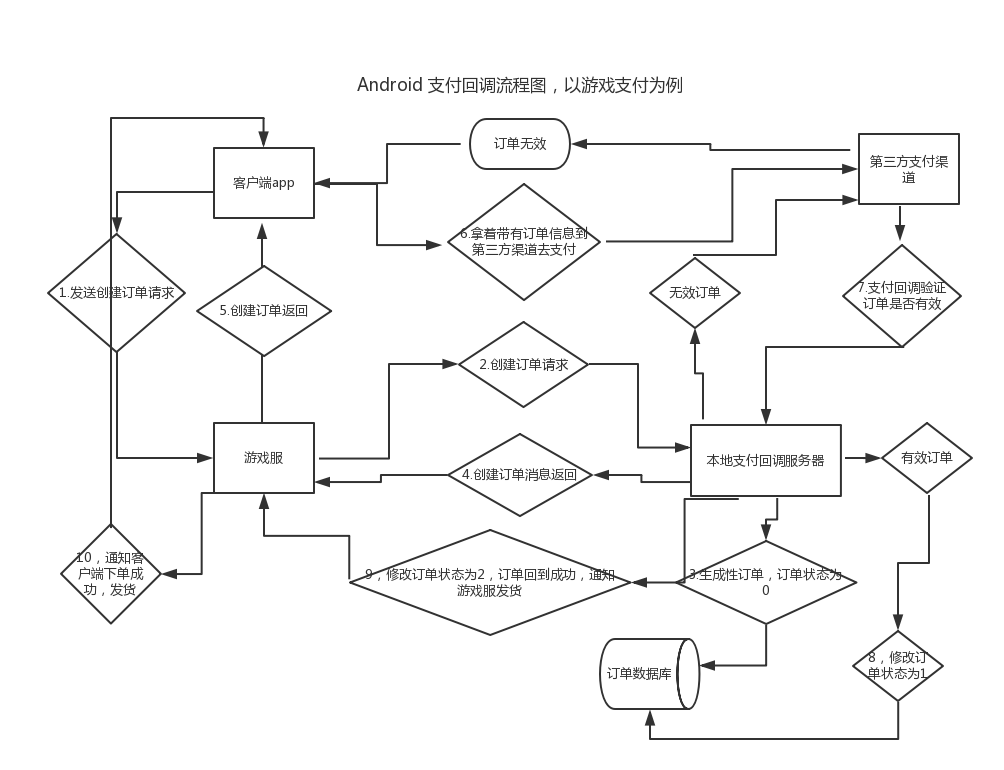 Android 支付回调流程图，以游戏支付为例
订单无效
第三方支付渠
道
客户端app
6.拿着带有订单信息到
第三方渠道去支付
1.发送创建订单请求
5.创建订单返回
无效订单
7.支付回调验证
订单是否有效
2.创建订单请求
游戏服
本地支付回调服务器
有效订单
4.创建订单消息返回
10，通知客
户端下单成
功，发货
9，修改订单状态为2，订单回到成功，通知
游戏服发货
3.生成性订单，订单状态为
0
订单数据库
8，修改订
单状态为1